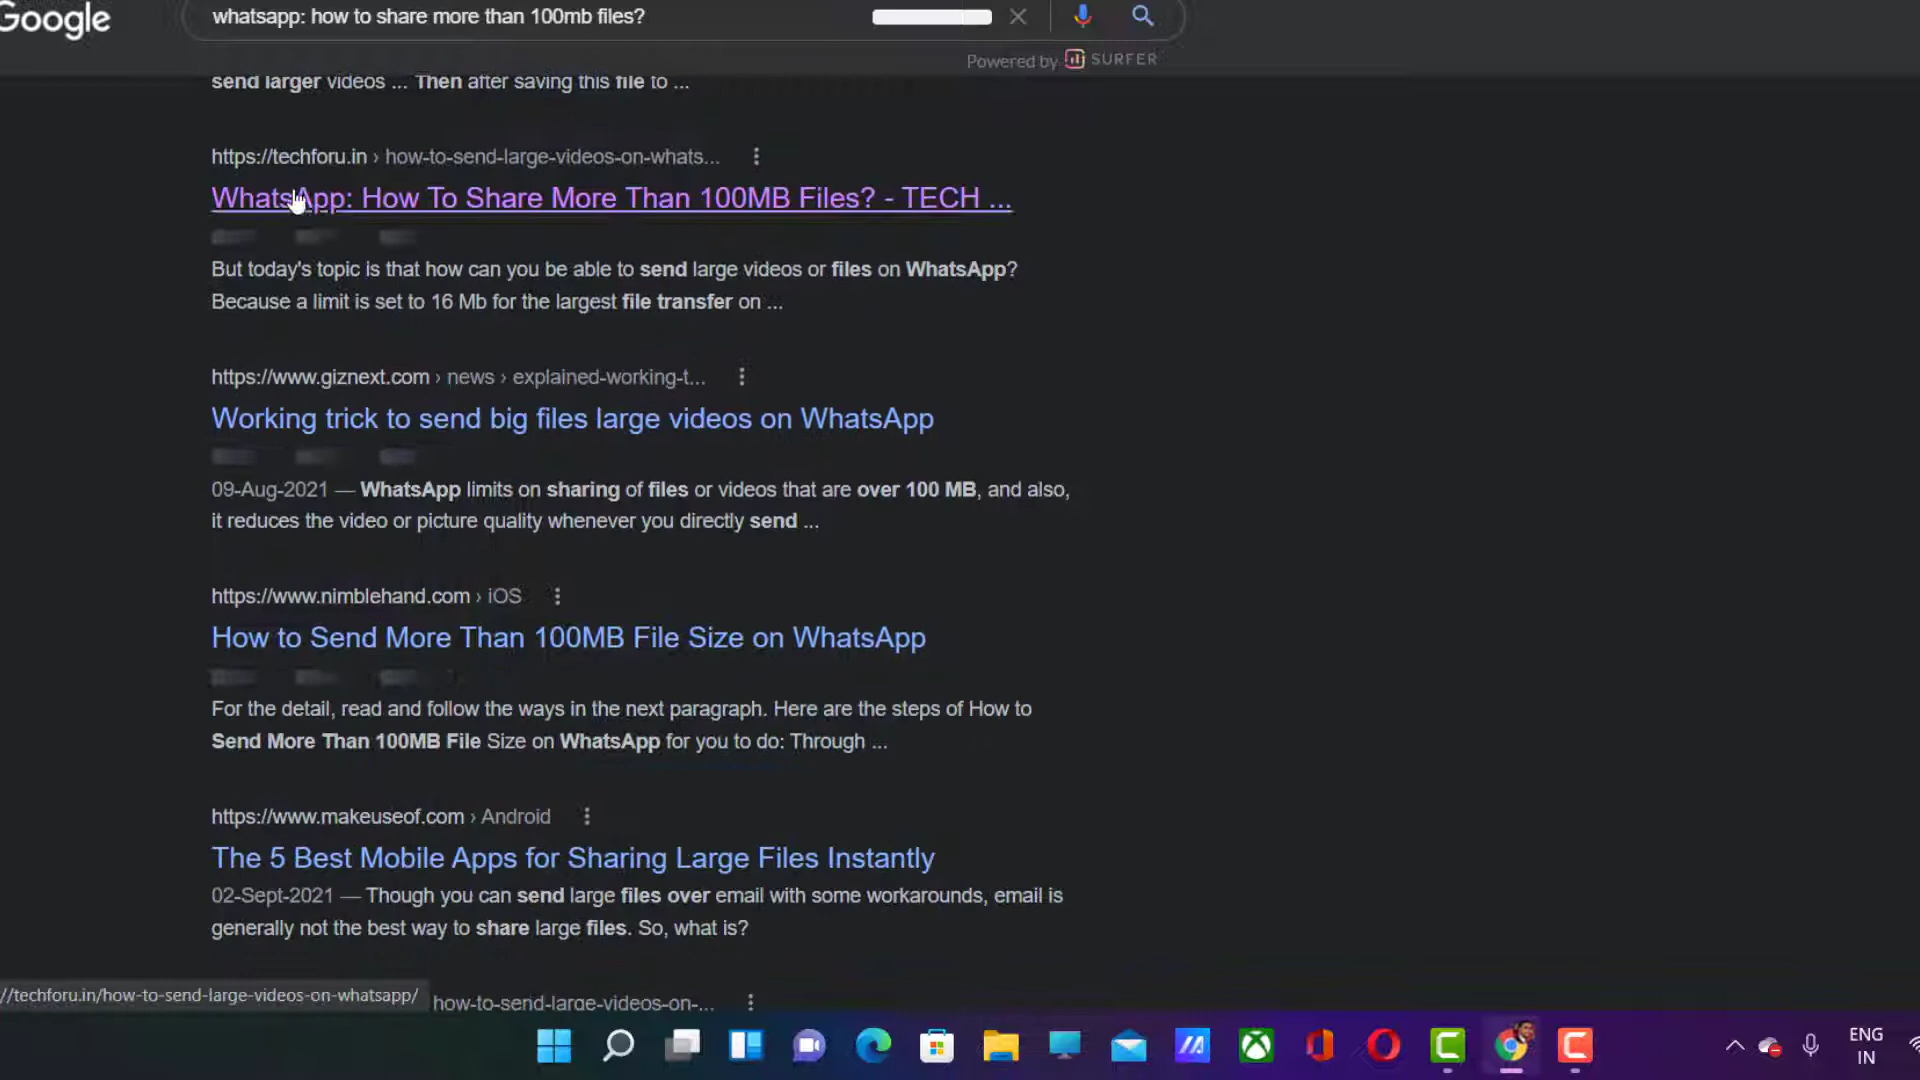 Google
whatsapp: how to share more than 100mb files?
Powered by SURFER
send larger videos ... Then after saving this file to ...
https://techforu.in › how-to-send-large-videos-on-whats...
WhatsApp: How To Share More Than 100MB Files? - TECH ...
But today's topic is that how can you be able to send large videos or files on WhatsApp?
Because a limit is set to 16 Mb for the largest file transfer on ...
https://www.giznext.com › news › explained-working-t...
Working trick to send big files large videos on WhatsApp
09-Aug-2021 — WhatsApp limits on sharing of files or videos that are over 100 MB, and also,
it reduces the video or picture quality whenever you directly send ...
https://www.nimblehand.com › iOS
How to Send More Than 100MB File Size on WhatsApp
For the detail, read and follow the ways in the next paragraph. Here are the steps of How to
Send More Than 100MB File Size on WhatsApp for you to do: Through ...
https://www.makeuseof.com › Android
The 5 Best Mobile Apps for Sharing Large Files Instantly
02-Sept-2021 — Though you can send large files over email with some workarounds, email is
generally not the best way to share large files. So, what is?
//techforu.in/how-to-send-large-videos-on-whatsapp/
how-to-send-large-videos-on-...
ENG
IN